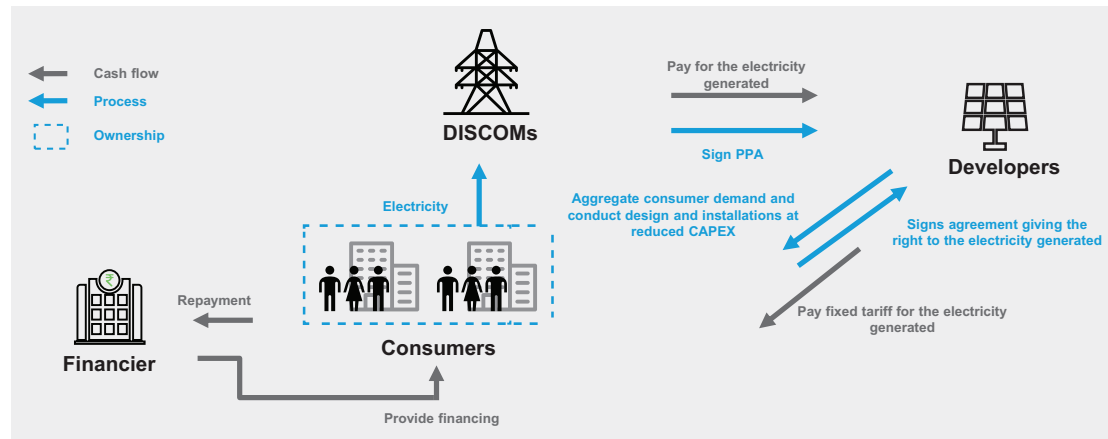 Cash flow
Process
Ownership
DISCOMs
Pay for the electricity
generated
Sign PPA
Developers
Electricity
Aggregate consumer demand and
conduct design and installations at
reduced CAPEX
Signs agreement giving the
right to the electricity generated
₹
Repayment
Financier
Consumers
Pay fixed tariff for the electricity
generated
Provide financing